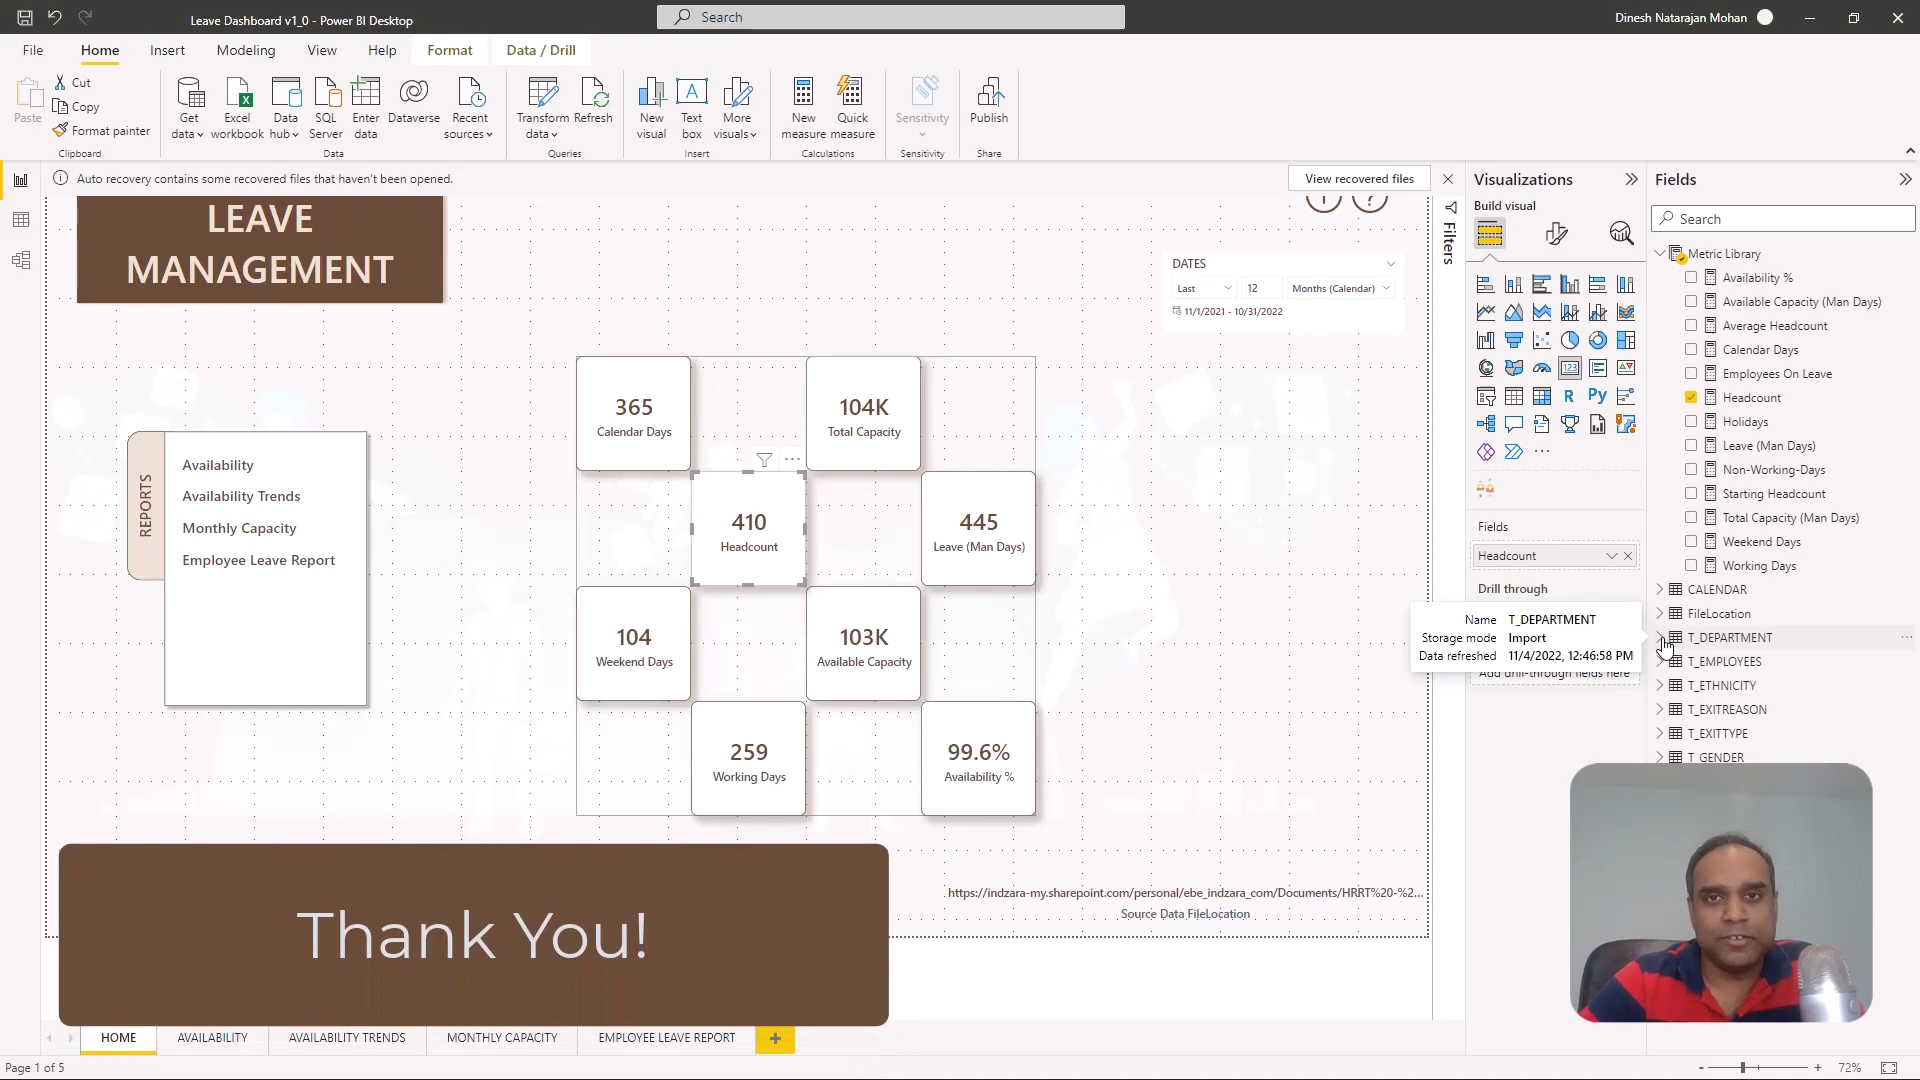 Leave Dashboard v1_0 - Power BI Desktop
Search
Dinesh Natarajan Mohan
File
Home
Insert
Modeling
View
Help
Format
Data / Drill
Paste
Cut
Copy
Format painter
Clipboard
Get data
Excel workbook
Data hub
SQL Server
Enter data
Dataverse
Recent sources
Data
Transform data
Refresh
Queries
New visual
Text box
More visuals
Insert
New measure
Quick measure
Calculations
Sensitivity
Sensitivity
Publish
Share
Auto recovery contains some recovered files that haven't been opened.
View recovered files
LEAVE
MANAGEMENT
DATES
Last
12
Months (Calendar)
11/1/2021 - 10/31/2022
REPORTS
Availability
Availability Trends
Monthly Capacity
Employee Leave Report
365
Calendar Days
104K
Total Capacity
410
Headcount
445
Leave (Man Days)
104
Weekend Days
103K
Available Capacity
259
Working Days
99.6%
Availability %
https://indzara-my.sharepoint.com/personal/ebe_indzara_com/Documents/HRRT%20-%2...
Source Data FileLocation
Thank You!
Filters
Visualizations
Build visual
R
Py
123
Fields
Headcount
Drill through
Add drill-through fields here
Name T_DEPARTMENT
Storage mode Import
Data refreshed 11/4/2022, 12:46:58 PM
Fields
Search
Metric Library
Availability %
Available Capacity (Man Days)
Average Headcount
Calendar Days
Employees On Leave
Headcount
Holidays
Leave (Man Days)
Non-Working-Days
Starting Headcount
Total Capacity (Man Days)
Weekend Days
Working Days
CALENDAR
FileLocation
T_DEPARTMENT
T_EMPLOYEES
T_ETHNICITY
T_EXITREASON
T_EXITTYPE
T_GENDER
HOME
AVAILABILITY
AVAILABILITY TRENDS
MONTHLY CAPACITY
EMPLOYEE LEAVE REPORT
Page 1 of 5
72%